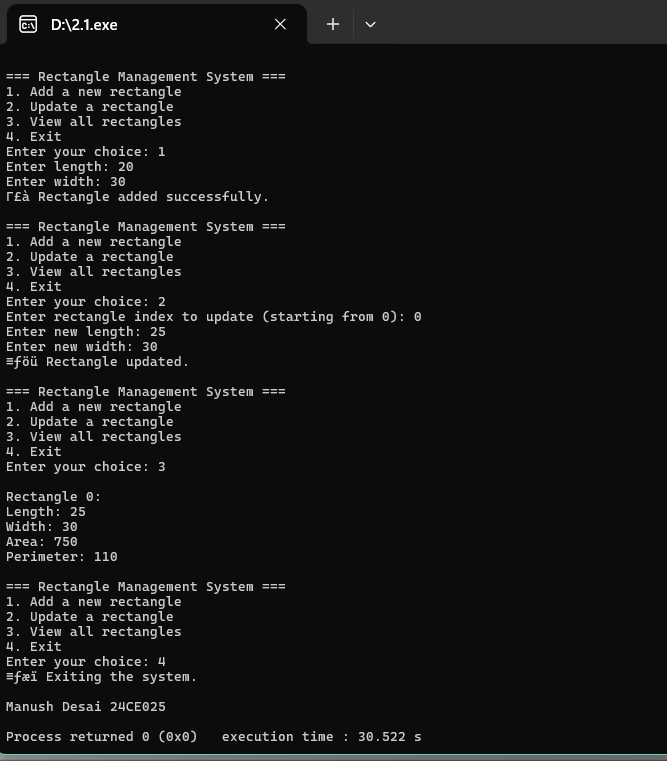 D:\2.1.exe
=== Rectangle Management System ===
1. Add a new rectangle
2. Update a rectangle
3. View all rectangles
4. Exit
Enter your choice: 1
Enter length: 20
Enter width: 30
Γ£à Rectangle added successfully.
=== Rectangle Management System ===
1. Add a new rectangle
2. Update a rectangle
3. View all rectangles
4. Exit
Enter your choice: 2
Enter rectangle index to update (starting from 0): 0
Enter new length: 25
Enter new width: 30
≡ƒöü Rectangle updated.
=== Rectangle Management System ===
1. Add a new rectangle
2. Update a rectangle
3. View all rectangles
4. Exit
Enter your choice: 3
Rectangle 0:
Length: 25
Width: 30
Area: 750
Perimeter: 110
=== Rectangle Management System ===
1. Add a new rectangle
2. Update a rectangle
3. View all rectangles
4. Exit
Enter your choice: 4
≡ƒæï Exiting the system.
Manush Desai 24CE025
Process returned 0 (0x0)   execution time : 30.522 s